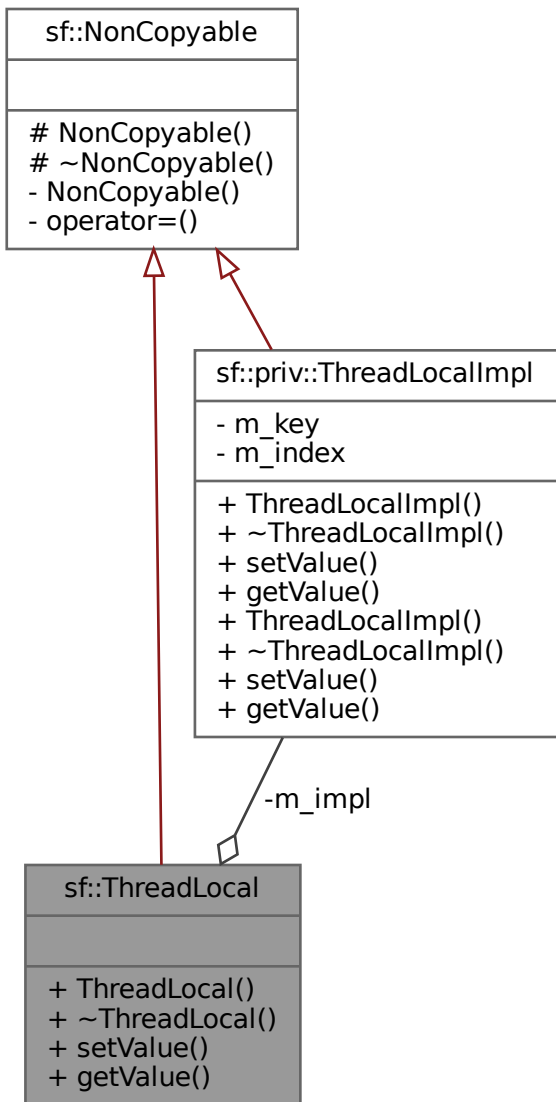 sf::NonCopyable
# NonCopyable()
# ~NonCopyable()
- NonCopyable()
- operator=()
sf::priv::ThreadLocalImpl
- m_key
- m_index
+ ThreadLocalImpl()
+ ~ThreadLocalImpl()
+ setValue()
+ getValue()
+ ThreadLocalImpl()
+ ~ThreadLocalImpl()
+ setValue()
+ getValue()
-m_impl
sf::ThreadLocal
+ ThreadLocal()
+ ~ThreadLocal()
+ setValue()
+ getValue()